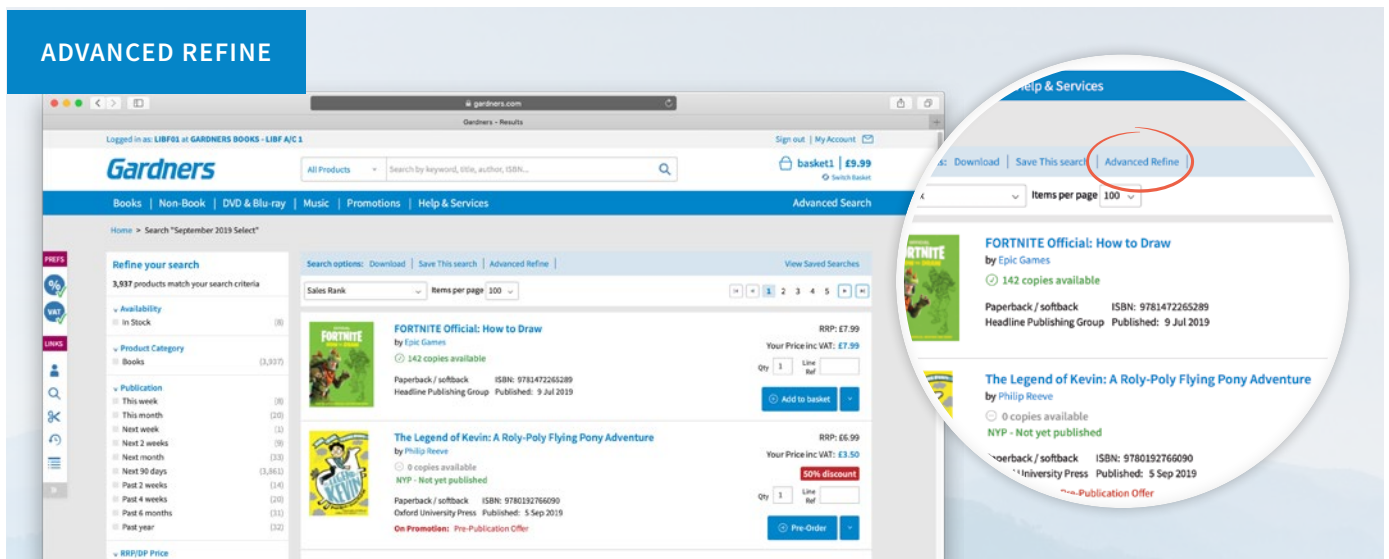 ADVANCED REFINE
gardners.com
Gardners - Results
Logged in as: LIBF01 at GARDNERS BOOKS - LIBF A/C 1
Sign out | My Account
Gardners
All Products
Search by keyword, title, author, ISBN...
basket1 | £9.99
Switch Basket
Books | Non-Book | DVD & Blu-ray | Music | Promotions | Help & Services
Advanced Search
Home > Search "September 2019 Select"
PREFS
%
VAT
LINKS
Refine your search
3,937 products match your search criteria
Availability
In Stock (8)
Product Category
Books (3,937)
Publication
This week (8)
This month (20)
Next week (1)
Next 2 weeks (9)
Next month (33)
Next 90 days (3,861)
Past 2 weeks (14)
Past 4 weeks (20)
Past 6 months (31)
Past year (32)
RRP/DP Price
Search options: Download | Save This search | Advanced Refine |
View Saved Searches
Sales Rank
Items per page 100
1 2 3 4 5
FORTNITE
FORTNITE Official: How to Draw
by Epic Games
142 copies available
Paperback / softback ISBN: 9781472265289
Headline Publishing Group Published: 9 Jul 2019
RRP: £7.99
Your Price inc VAT: £7.99
Qty 1 Line Ref
Add to basket
KEVIN
The Legend of Kevin: A Roly-Poly Flying Pony Adventure
by Philip Reeve
0 copies available
NYP - Not yet published
Paperback / softback ISBN: 9780192766090
Oxford University Press Published: 5 Sep 2019
On Promotion: Pre-Publication Offer
RRP: £6.99
Your Price inc VAT: £3.50
50% discount
Qty 1 Line Ref
Pre-Order
Help & Services
s: Download | Save This search | Advanced Refine |
Items per page 100
RTNITE
FORTNITE Official: How to Draw
by Epic Games
142 copies available
Paperback / softback ISBN: 9781472265289
Headline Publishing Group Published: 9 Jul 2019
The Legend of Kevin: A Roly-Poly Flying Pony Adventure
by Philip Reeve
0 copies available
NYP - Not yet published
Paperback / softback ISBN: 9780192766090
University Press Published: 5 Sep 2019
Pre-Publication Offer